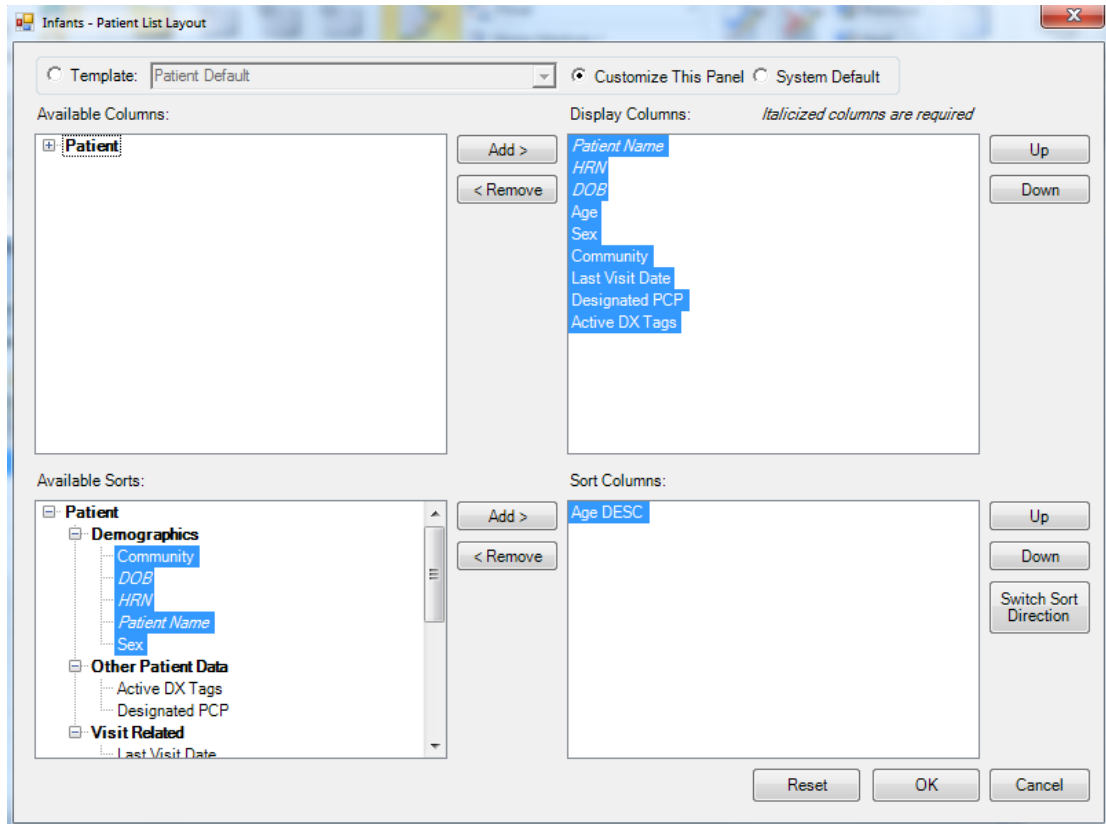 Infants - Patient List Layout
Template: Patient Default Customize This Panel System Default
Available Columns:
Patient
Add >
< Remove
Display Columns: Italicized columns are required
Patient Name
HRN
DOB
Age
Sex
Community
Last Visit Date
Designated PCP
Active DX Tags
Up
Down
Available Sorts:
Patient
Demographics
Community
DOB
HRN
Patient Name
Sex
Other Patient Data
Active DX Tags
Designated PCP
Visit Related
Last Visit Date
Add >
< Remove
Sort Columns:
Age DESC
Up
Down
Switch Sort
Direction
Reset OK Cancel